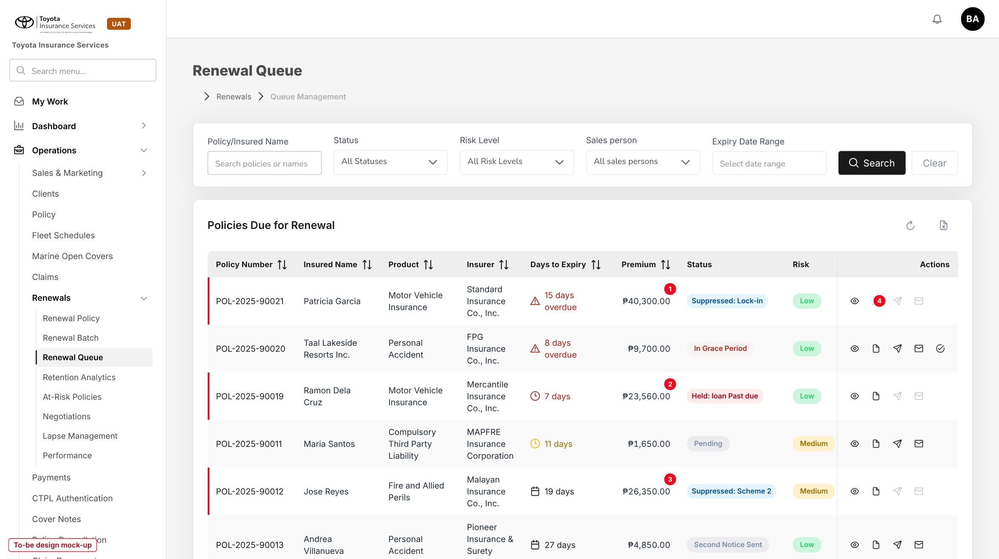 Toyota
Insurance Services
UAT
BA
Toyota Insurance Services
Search menu...
My Work
Dashboard
Operations
Sales & Marketing
Clients
Policy
Fleet Schedules
Marine Open Covers
Claims
Renewals
Renewal Policy
Renewal Batch
Renewal Queue
Retention Analytics
At-Risk Policies
Negotiations
Lapse Management
Performance
Payments
CTPL Authentication
Cover Notes
To-be design mock-up
Renewal Queue
Renewals
Queue Management
Policy/Insured Name
Search policies or names
Status
All Statuses
Risk Level
All Risk Levels
Sales person
All sales persons
Expiry Date Range
Select date range
Search
Clear
Policies Due for Renewal
Policy Number Insured Name Product Insurer Days to Expiry Premium Status Risk Actions
POL-2025-90021
Patricia Garcia
Motor Vehicle
Insurance
Standard
Insurance
Co., Inc.
15 days
overdue
1
₱40,300.00
Suppressed: Lock-in
Low
4
POL-2025-90020
Taal Lakeside
Resorts Inc.
Personal
Accident
FPG
Insurance
Co., Inc.
8 days
overdue
₱9,700.00
In Grace Period
Low
POL-2025-90019
Ramon Dela
Cruz
Motor Vehicle
Insurance
Mercantile
Insurance
Co., Inc.
7 days
2
₱23,560.00
Held: loan Past due
Low
POL-2025-90011
Maria Santos
Compulsory
Third Party
Liability
MAPFRE
Insurance
Corporation
11 days
₱1,650.00
Pending
Medium
POL-2025-90012
Jose Reyes
Fire and Allied
Perils
Malayan
Insurance
Co., Inc.
19 days
3
₱26,350.00
Suppressed: Scheme 2
Medium
POL-2025-90013
Andrea
Villanueva
Personal
Accident
Pioneer
Insurance &
Surety
27 days
₱4,850.00
Second Notice Sent
Low